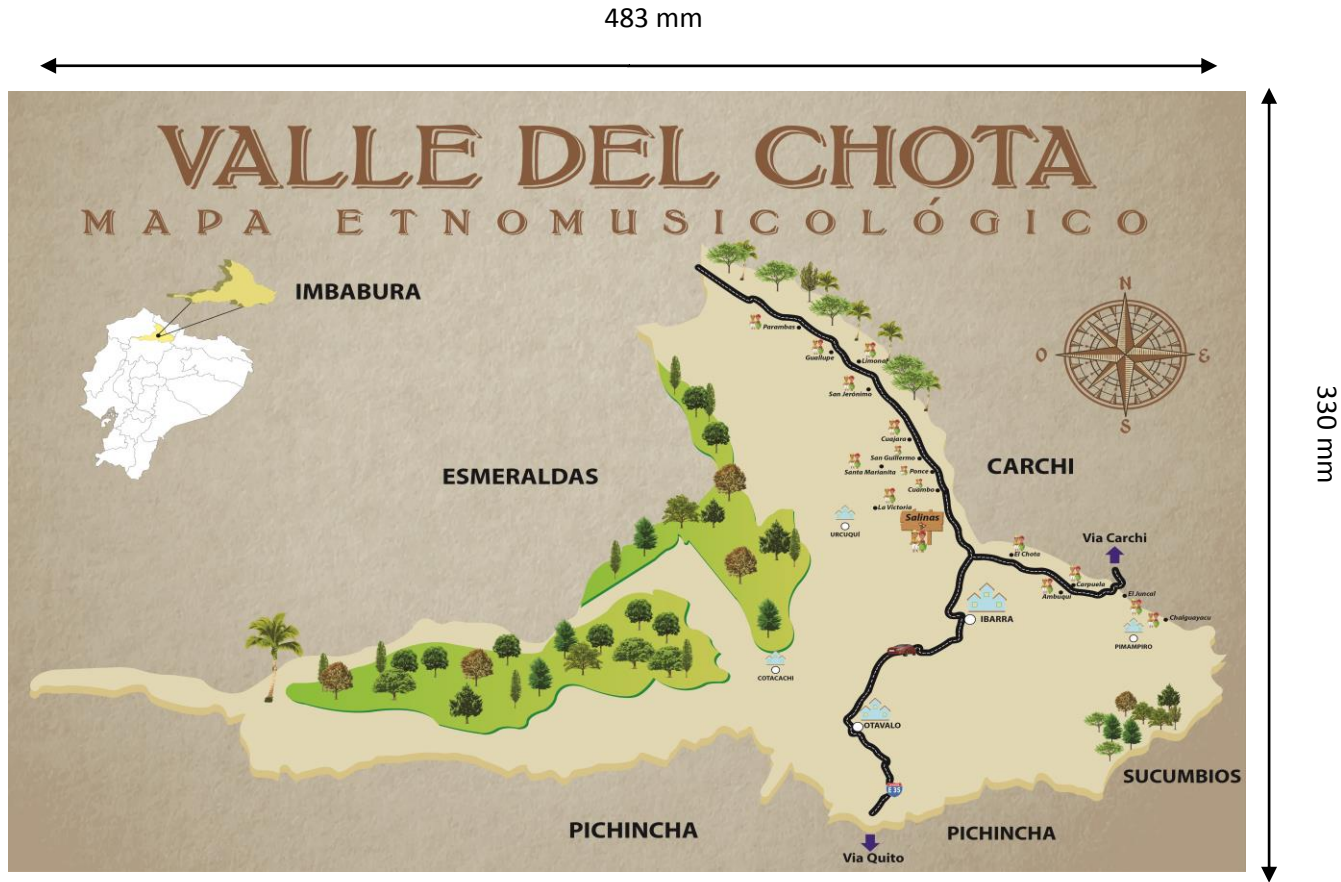 483 mm
330 mm
VALLE DEL CHOTA
MAPA ETNOMUSICOLÓGICO
IMBABURA
N
O
E
S
Parambas
Guallupe
Limonal
San Jerónimo
Cuajara
San Guillermo
Santa Marianita
Ponce
Cuambo
La Victoria
Salinas
URCUQUÍ
ESMERALDAS
CARCHI
Via Carchi
El Chota
Carpuela
Ambuqui
El Juncal
Chalguayacu
PIMAMPIRO
IBARRA
COTACACHI
OTAVALO
SUCUMBIOS
E 35
PICHINCHA
PICHINCHA
Via Quito